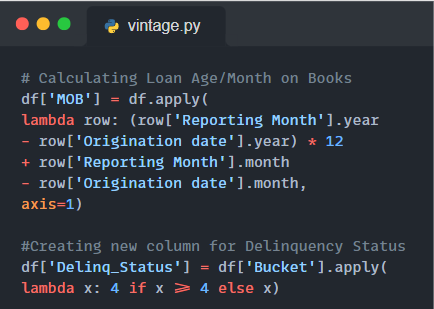 vintage.py
# Calculating Loan Age/Month on Books
df['MOB'] = df.apply(
lambda row: (row['Reporting Month'].year
- row['Origination date'].year) * 12
+ row['Reporting Month'].month
- row['Origination date'].month,
axis=1)
#Creating new column for Delinquency Status
df['Delinq_Status'] = df['Bucket'].apply(
lambda x: 4 if x >= 4 else x)